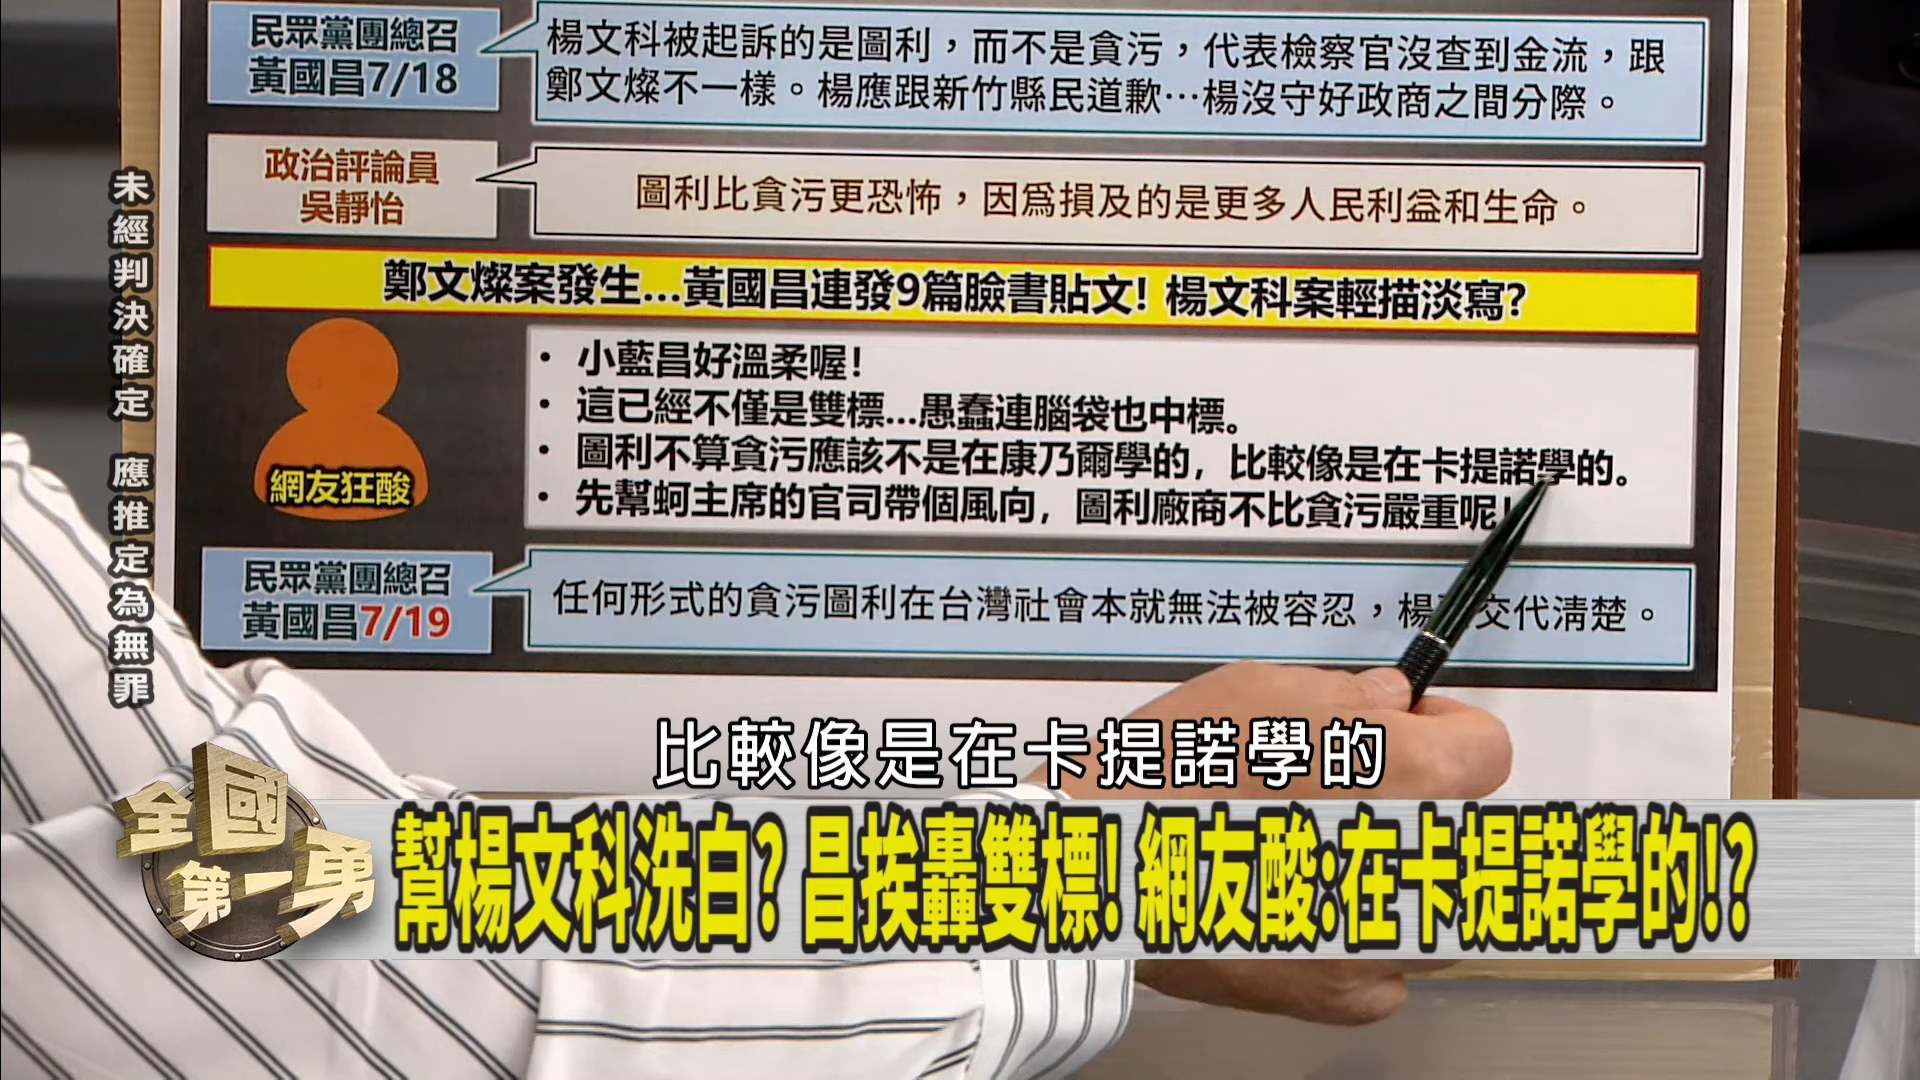 民眾黨團總召
黃國昌7/18
楊文科被起訴的是圖利，而不是貪污，代表檢察官沒查到金流，跟
鄭文燦不一樣。楊應跟新竹縣民道歉…楊沒守好政商之間分際。
政治評論員
吳靜怡
圖利比貪污更恐怖，因為損及的是更多人民利益和生命。
鄭文燦案發生...黃國昌連發9篇臉書貼文! 楊文科案輕描淡寫?
網友狂酸
• 小藍昌好溫柔喔!
• 這已經不僅是雙標...愚蠢連腦袋也中標。
• 圖利不算貪污應該不是在康乃爾學的, 比較像是在卡提諾學的。
• 先幫蚵主席的官司帶個風向, 圖利廠商不比貪污嚴重呢!
民眾黨團總召
黃國昌7/19
任何形式的貪污圖利在台灣社會本就無法被容忍，楊 交代清楚。
未經判決確定 應推定為無罪
比較像是在卡提諾學的
全國第一勇
幫楊文科洗白? 昌挨轟雙標! 網友酸:在卡提諾學的!?